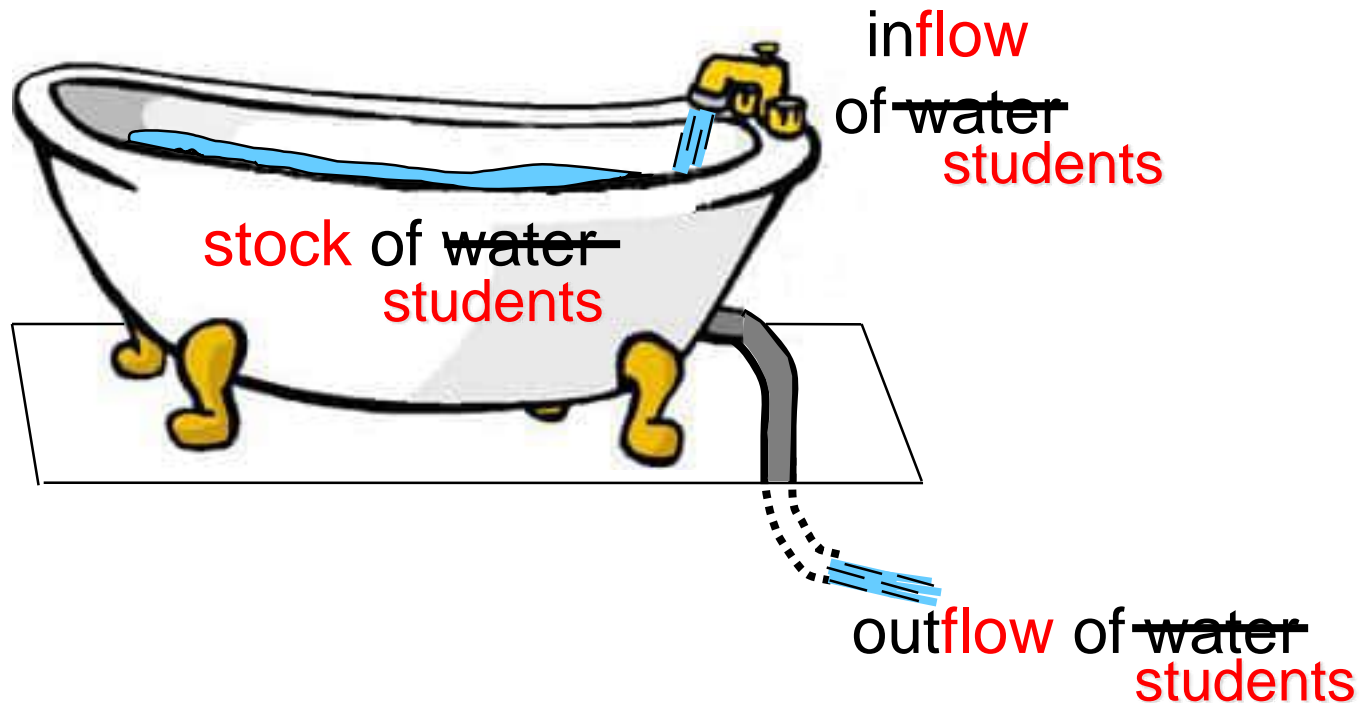 inflow
of water
students
stock of water
students
outflow of water
students